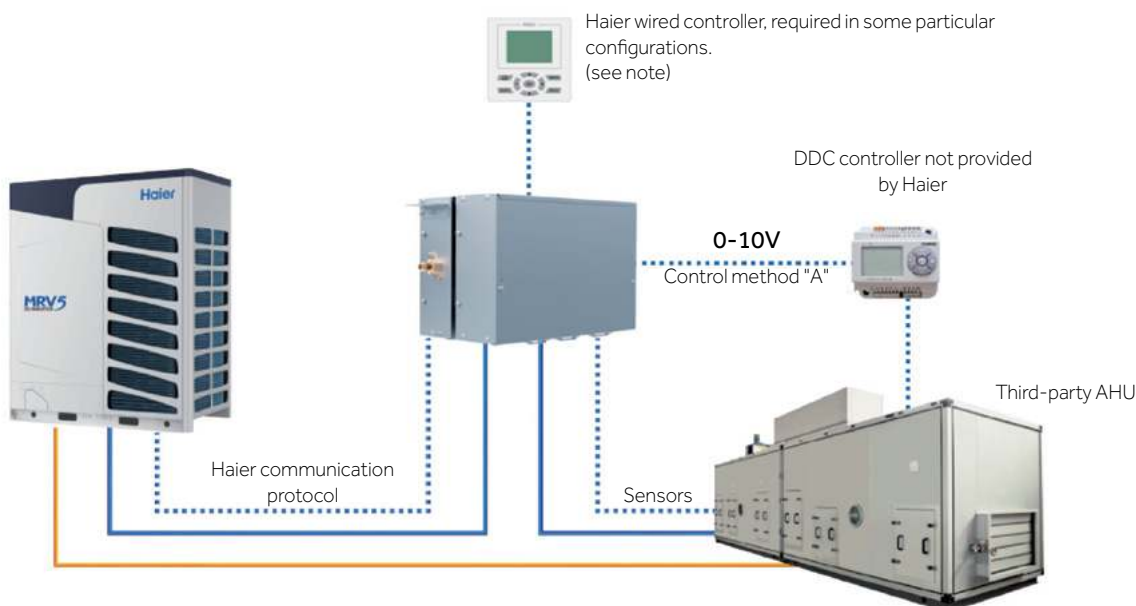 Haier wired controller, required in some particular
configurations.
(see note)
DDC controller not provided
by Haier
Haier
0-10V
Control method "A"
MRV5
Third-party AHU
Haier communication
protocol
Sensors